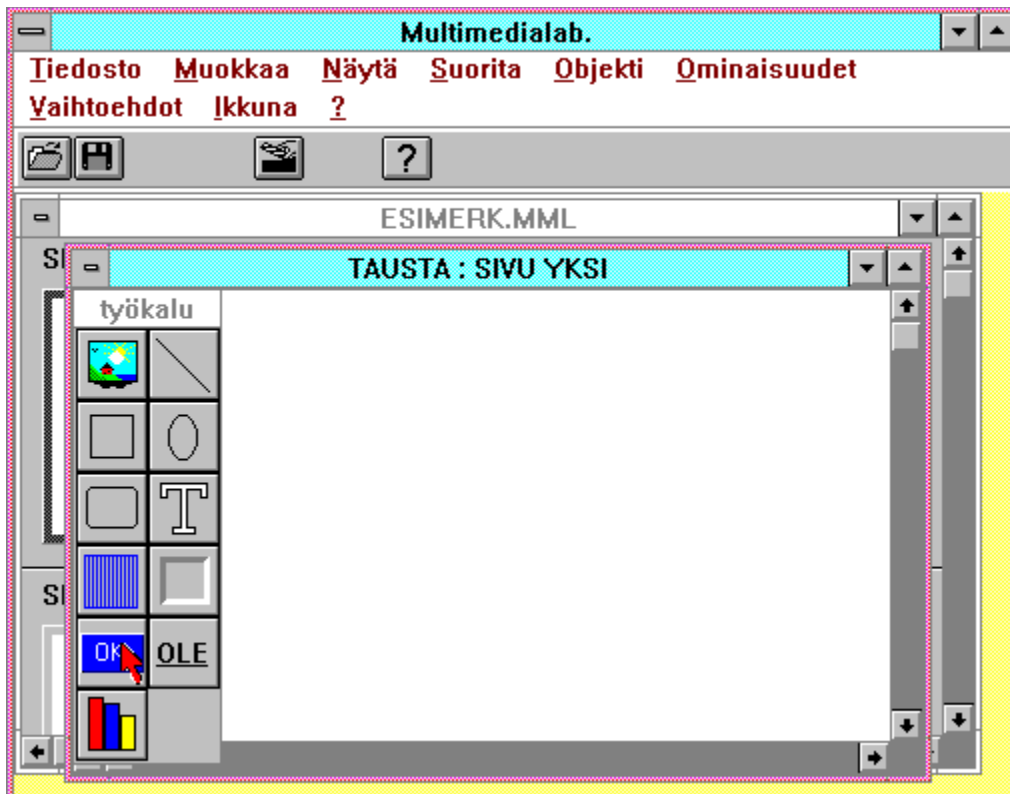 Multimedialab.
Tiedosto Muokkaa Näytä Suorita Objekti Ominaisuudet
Vaihtoehdot Ikkuna ?
?
ESIMERK.MML
TAUSTA : SIVU YKSI
työkalu
T
OK
OLE